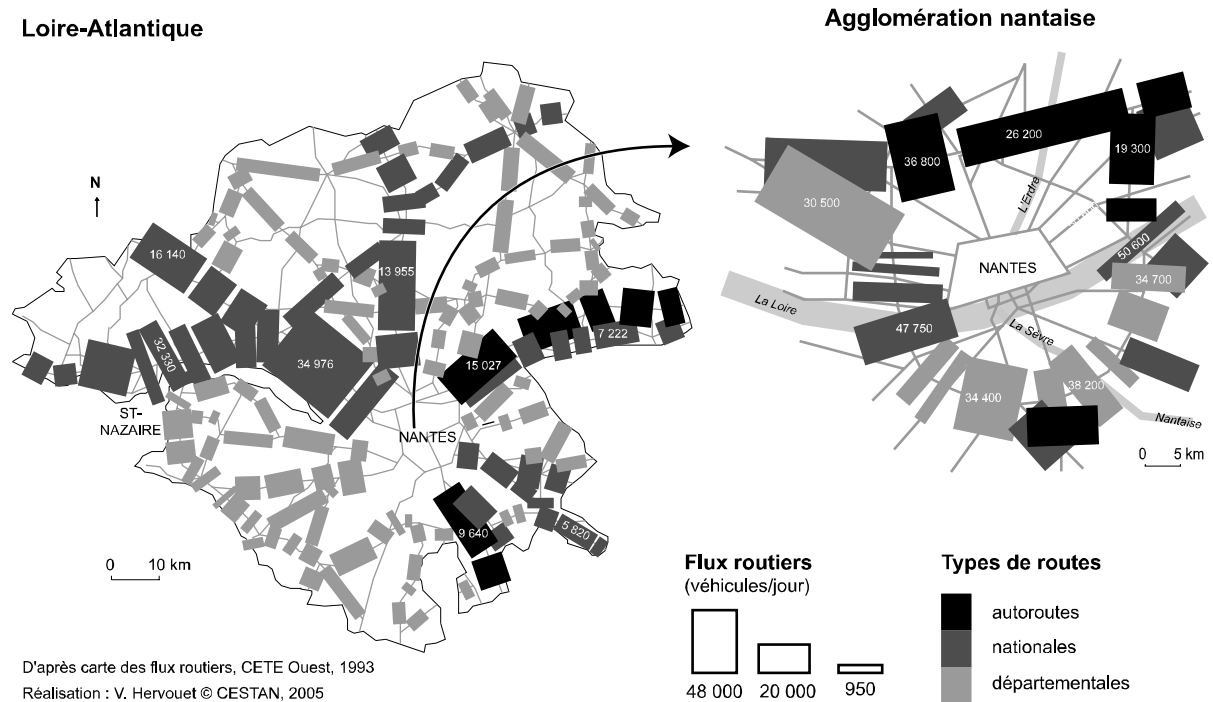 Loire-Atlantique
Agglomération nantaise
N
16 140
13 955
32 330
34 976
15 027
7 222
ST-
NAZAIRE
NANTES
9 640
5 820
0 10 km
26 200
36 800
19 300
30 500
L'Erdre
50 600
NANTES
34 700
La Loire
47 750
La Sèvre
38 200
34 400
Nantaise
0 5 km
Flux routiers
(véhicules/jour)
48 000 20 000 950
Types de routes
autoroutes
nationales
départementales
D'après carte des flux routiers, CETE Ouest, 1993
Réalisation : V. Hervouet © CESTAN, 2005